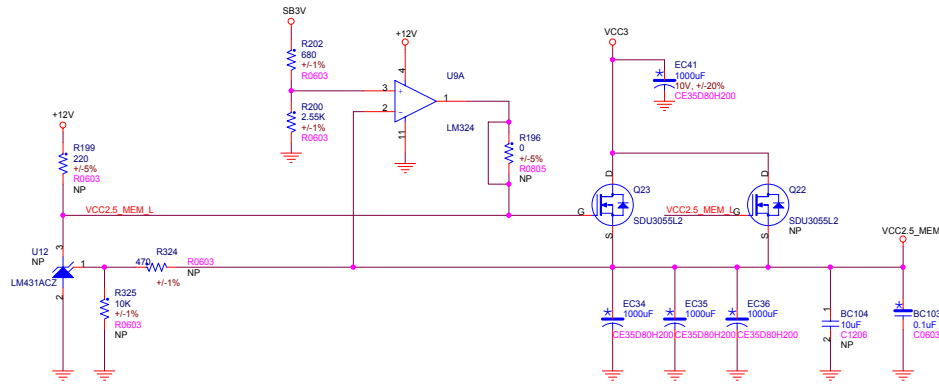 SB3V
R202
680
+/-1%
R0603
R200
2.55K
+/-1%
R0603
+12V
4
3
+
2
-
1
11
U9A
LM324
R196
0
+/-5%
R0805
NP
VCC3
EC41
1000uF
10V, +/-20%
CE35D80H200
+12V
R199
220
+/-5%
R0603
NP
VCC2.5_MEM_L
G
D
S
Q23
SDU3055L2
VCC2.5_MEM_L
G
D
S
Q22
SDU3055L2
NP
VCC2.5_MEM
U12
NP
LM431ACZ
3
1
2
R324
470
+/-1%
R0603
NP
R325
10K
+/-1%
R0603
NP
EC34
1000uF
CE35D80H200
EC35
1000uF
CE35D80H200
EC36
1000uF
CE35D80H200
1
2
BC104
10uF
C1206
NP
BC103
0.1uF
C0603